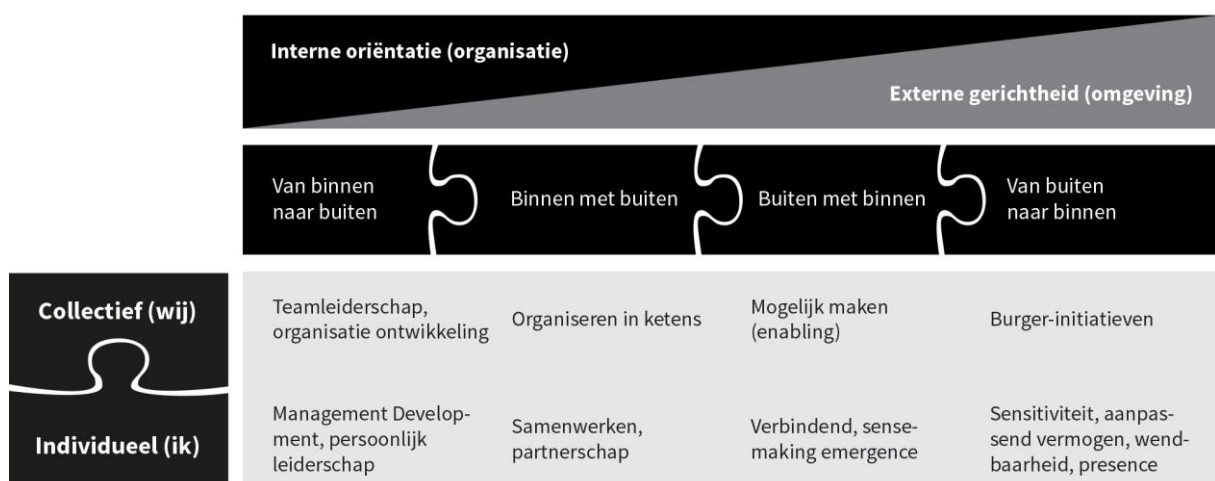 Interne oriëntatie (organisatie)
Externe gerichtheid (omgeving)
Van binnen
naar buiten
Binnen met buiten
Buiten met binnen
Van buiten
naar binnen
Collectief (wij)
Teamleiderschap,
organisatie ontwikkeling
Organiseren in ketens
Mogelijk maken
(enabling)
Burger-initiatieven
Individueel (ik)
Management Develop-
ment, persoonlijk
leiderschap
Samenwerken,
partnerschap
Verbindend, sense-
making emergence
Sensitiviteit, aanpas-
send vermogen, wend-
baarheid, presence